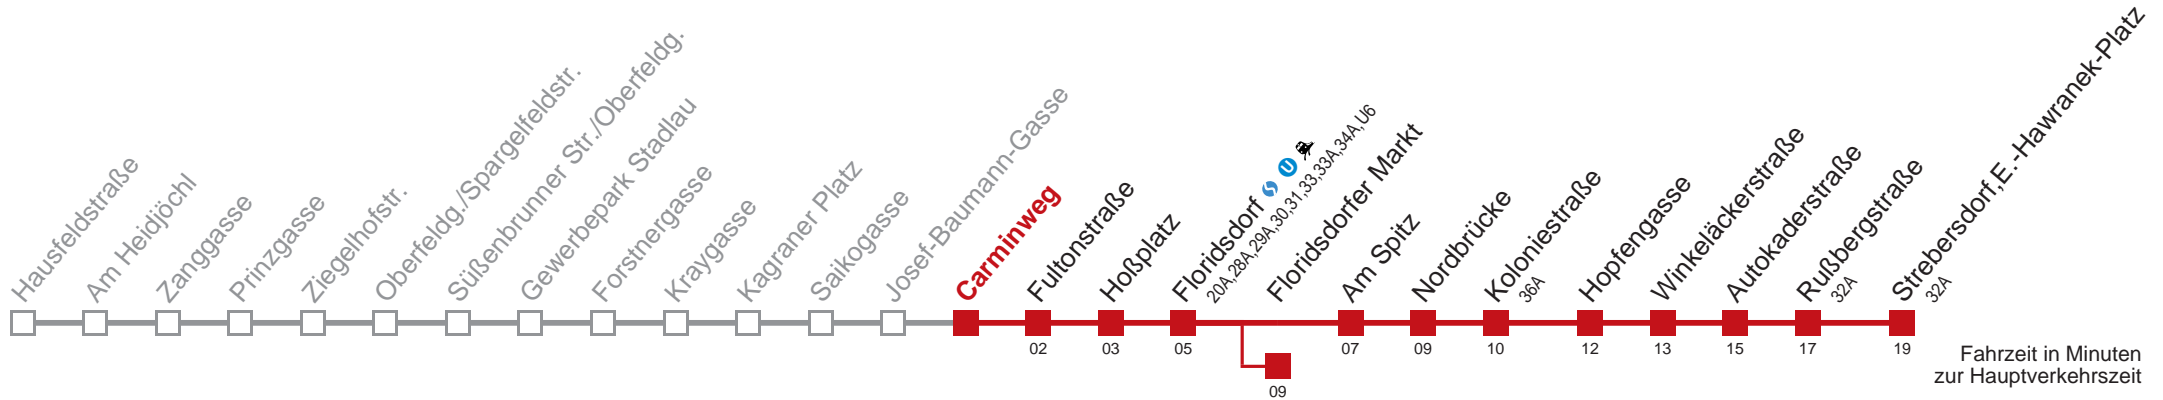 Hausfeldstraße
Am Heidjöchl
Zanggasse
Prinzgasse
Ziegelhofstr.
Oberfeldg./Spargelfeldstr.
Süßenbrunner Str./Oberfeldg.
Gewerbepark Stadlau
Forstnergasse
Kraygasse
Kagraner Platz
Saikogasse
Josef-Baumann-Gasse
Carminweg
Fultonstraße
02
Hoßplatz
03
Floridsdorf S U
20A,28A,29A,30,31,33,33A,34A,U6
05
Floridsdorfer Markt
09
Am Spitz
07
Nordbrücke
09
Koloniestraße
36A
10
Hopfengasse
12
Winkeläckerstraße
13
Autokaderstraße
15
Rußbergstraße
32A
17
Strebersdorf,E.-Hawranek-Platz
32A
19
Fahrzeit in Minuten
zur Hauptverkehrszeit